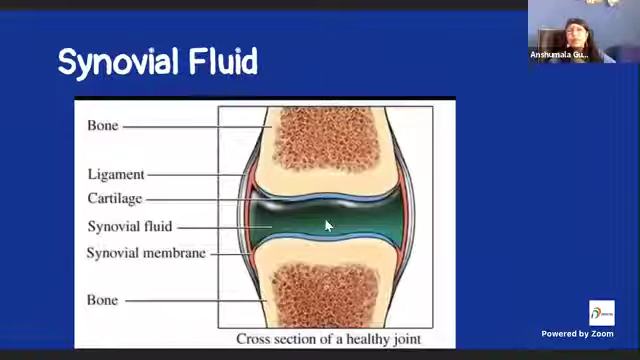 Synovial Fluid
Anshumala Gu...
Bone
Ligament
Cartilage
Synovial fluid
Synovial membrane
Bone
Cross section of a healthy joint
Powered by Zoom